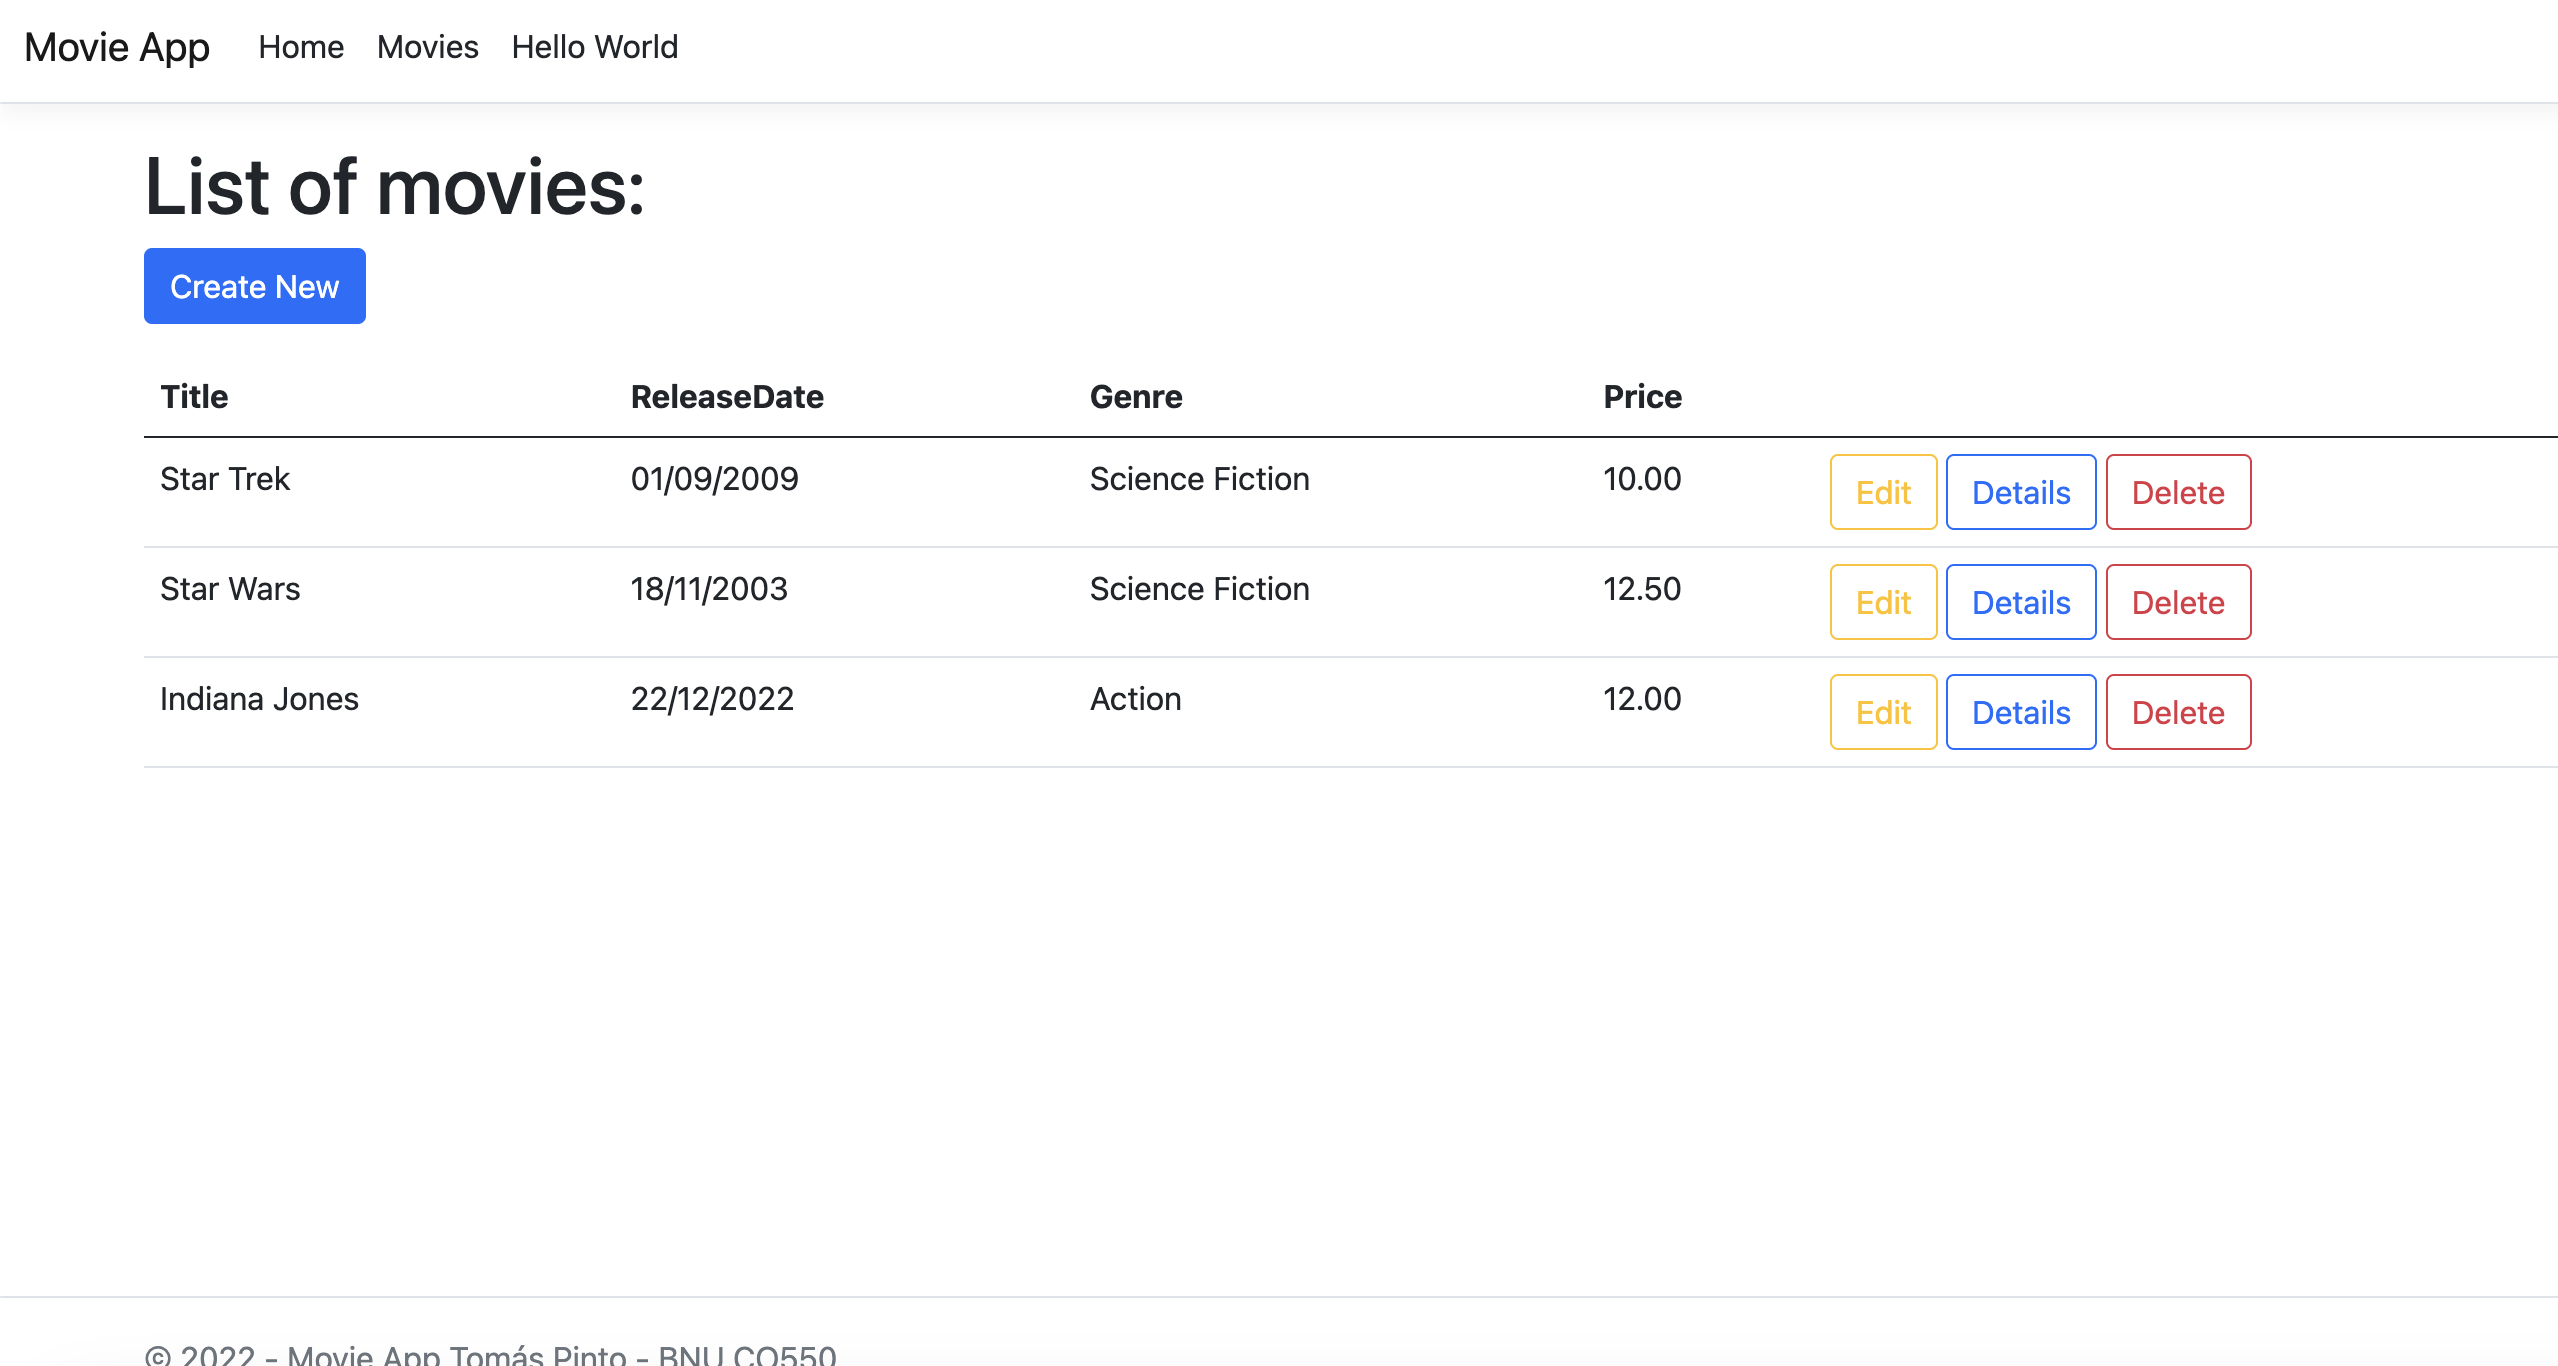 Movie App Home Movies Hello World
List of movies:
Create New
Title ReleaseDate Genre Price
Star Trek 01/09/2009 Science Fiction 10.00 Edit Details Delete
Star Wars 18/11/2003 Science Fiction 12.50 Edit Details Delete
Indiana Jones 22/12/2022 Action 12.00 Edit Details Delete
© 2022 - Movie App Tomás Pinto - BNU CO550